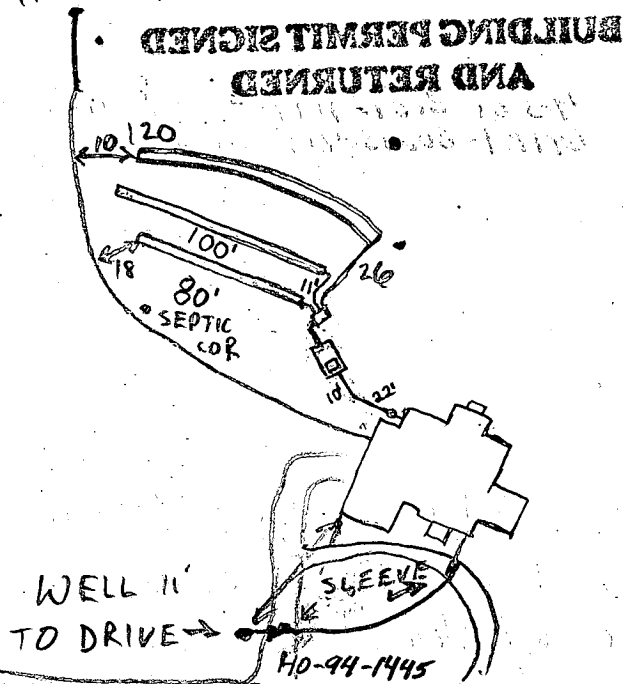 BUILDING PERMIT SIGNED
AND RETURNED
10
120
100'
18
11'
26
80'
SEPTIC
COR
10'
22'
WELL 11'
TO DRIVE
SLEEVE
HO-94-1445